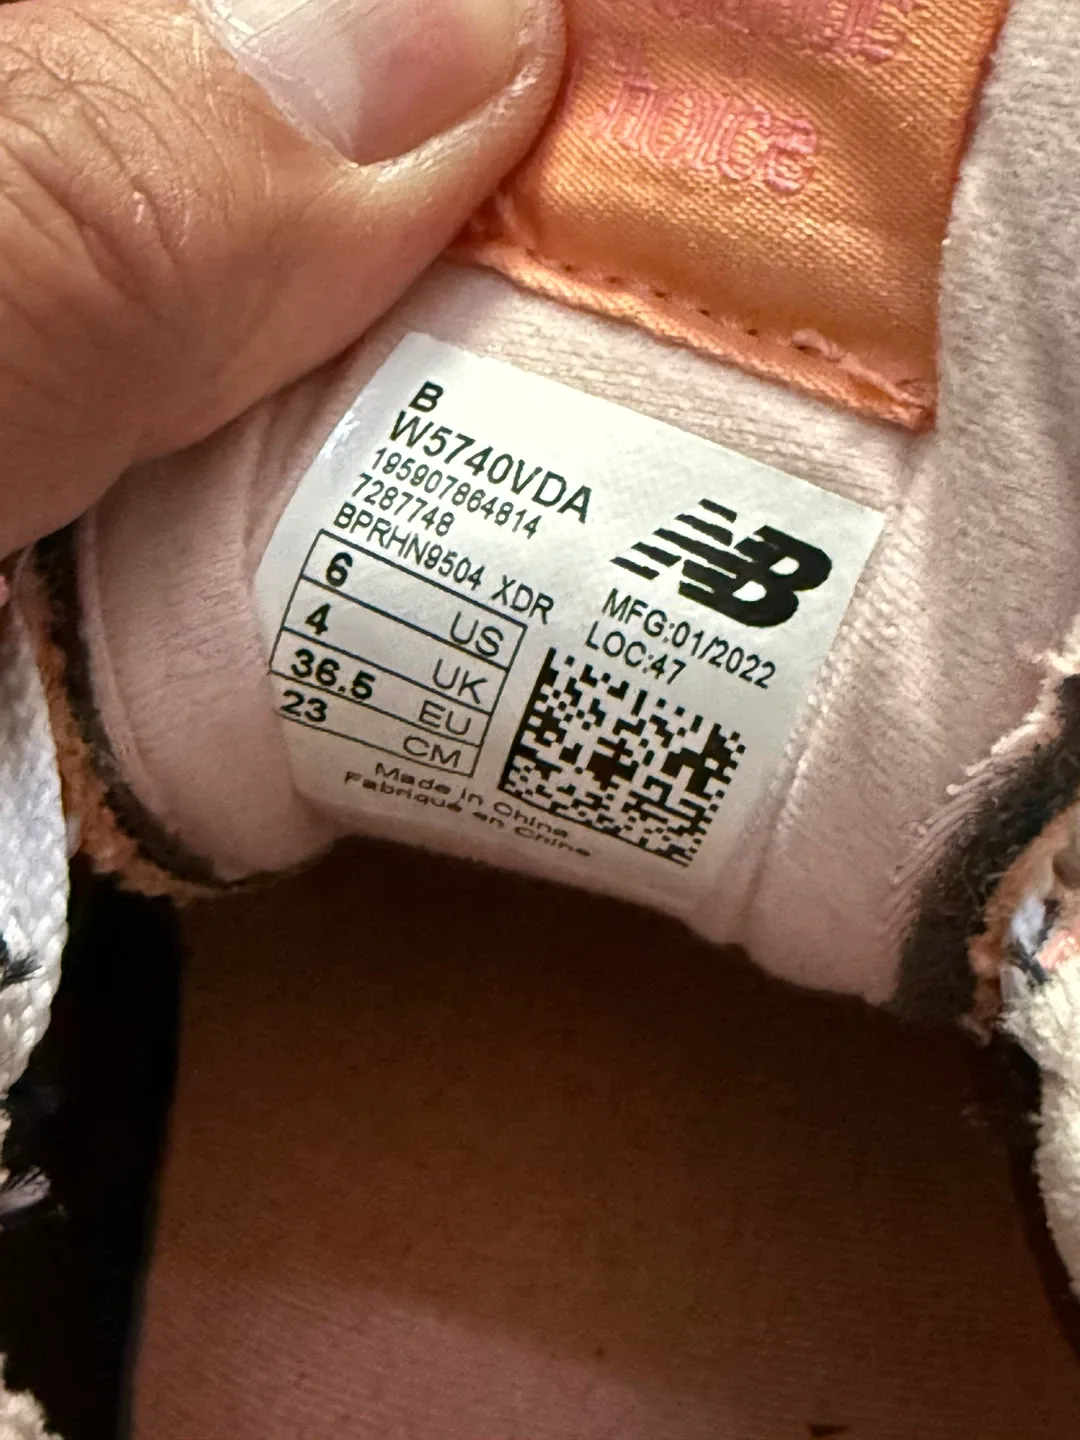 hoice
B
W5740VDA
195907864814
7287748
BPRHN9504 XDR
NB
MFG:01/2022
LOC:47
6 US
4 UK
36.5 EU
23 CM
Made in China
Fabriqué en Chine